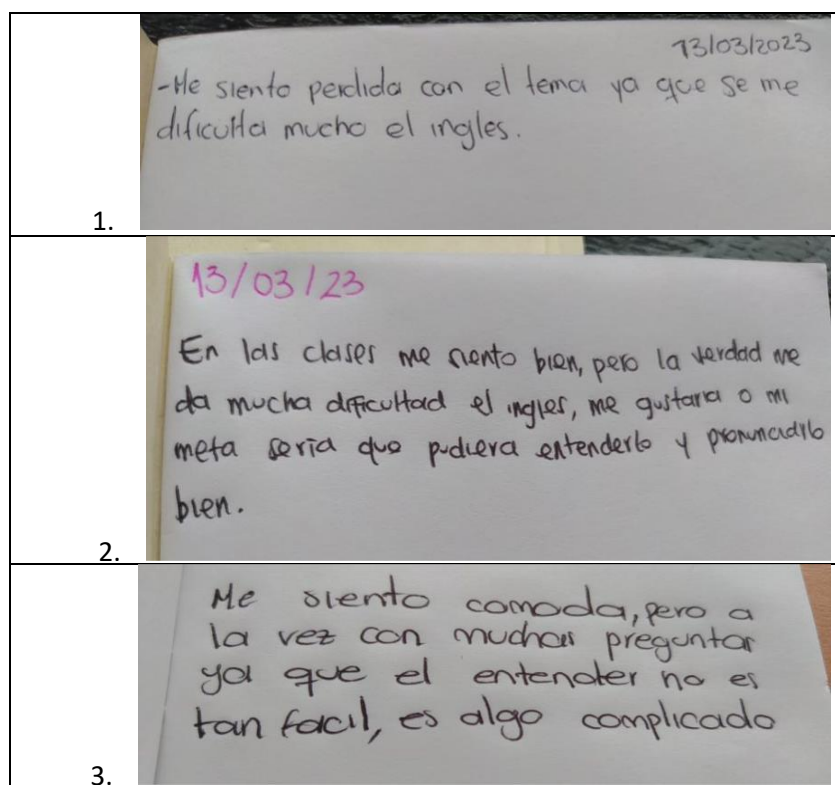 13/03/2023
-Me siento perdida con el tema ya que se me
dificulta mucho el ingles.
1.
13/03/23
En las clases me siento bien, pero la verdad me
da mucha dificultad el ingles, me gustaria o mi
meta seria que pudiera entenderlo y pronunciarlo
bien.
2.
Me siento comoda, pero a
la vez con muchas preguntas
ya que el entender no es
tan facil, es algo complicado
3.